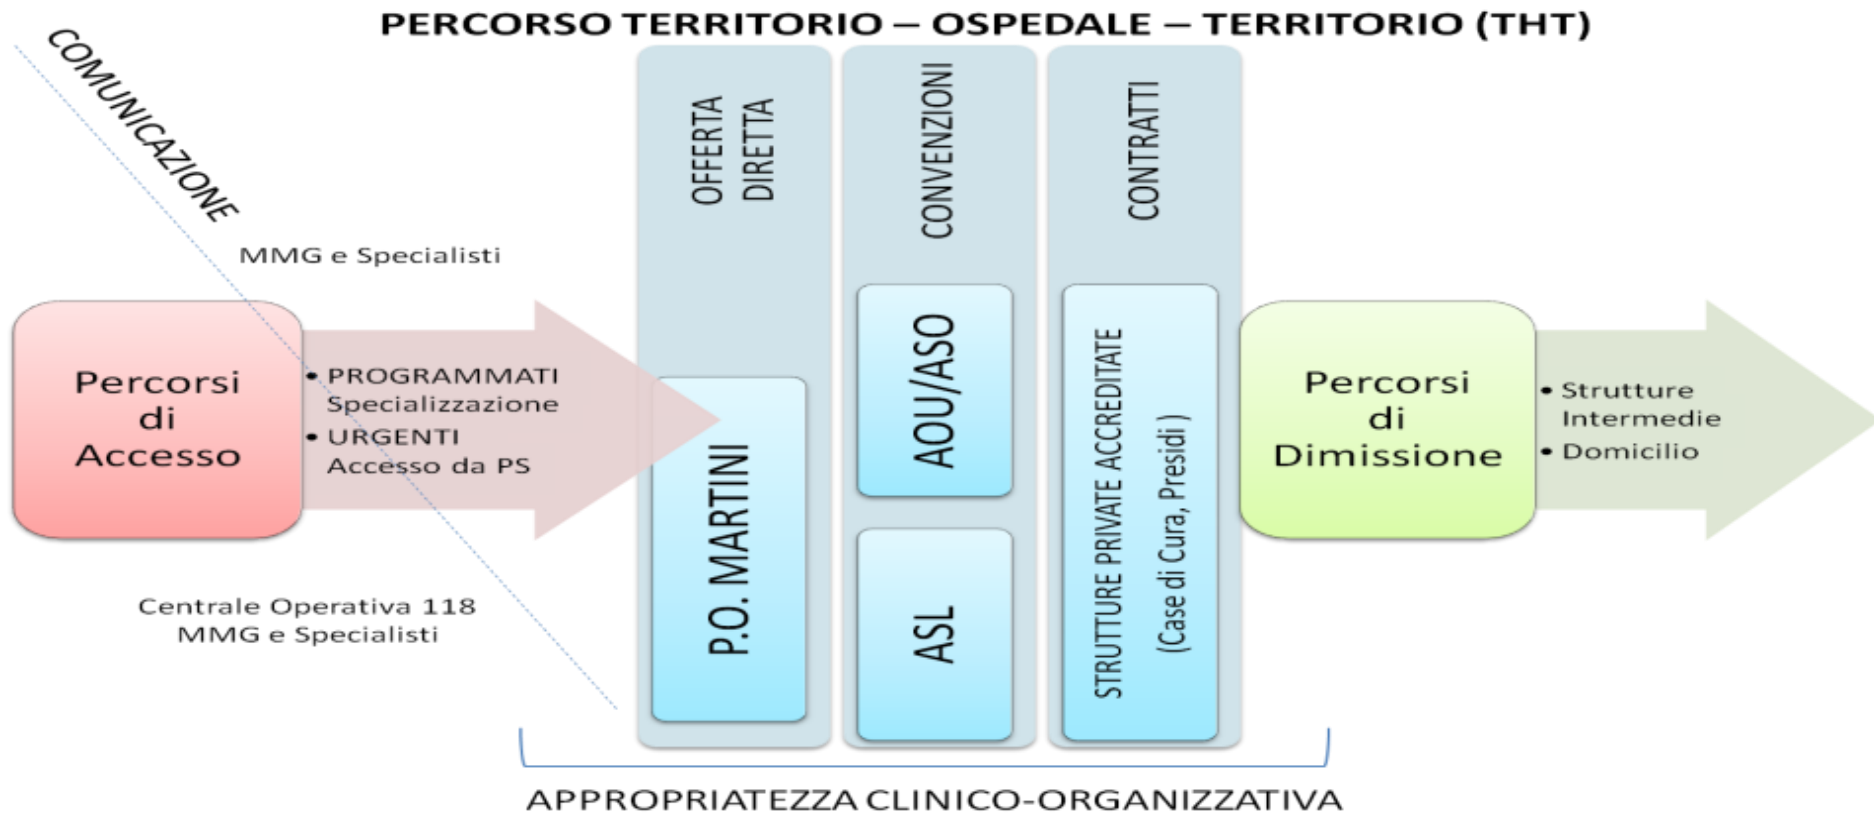 PERCORSO TERRITORIO – OSPEDALE – TERRITORIO (THT)
COMUNICAZIONE
MMG e Specialisti
Percorsi
di
Accesso
• PROGRAMMATI
Specializzazione
• URGENTI
Accesso da PS
Centrale Operativa 118
MMG e Specialisti
OFFERTA
DIRETTA
P.O. MARTINI
CONVENZIONI
AOU/ASO
ASL
CONTRATTI
STRUTTURE PRIVATE ACCREDITATE
(Case di Cura, Presidi )
Percorsi
di
Dimissione
• Strutture
Intermedie
• Domicilio
APPROPRIATEZZA CLINICO-ORGANIZZATIVA